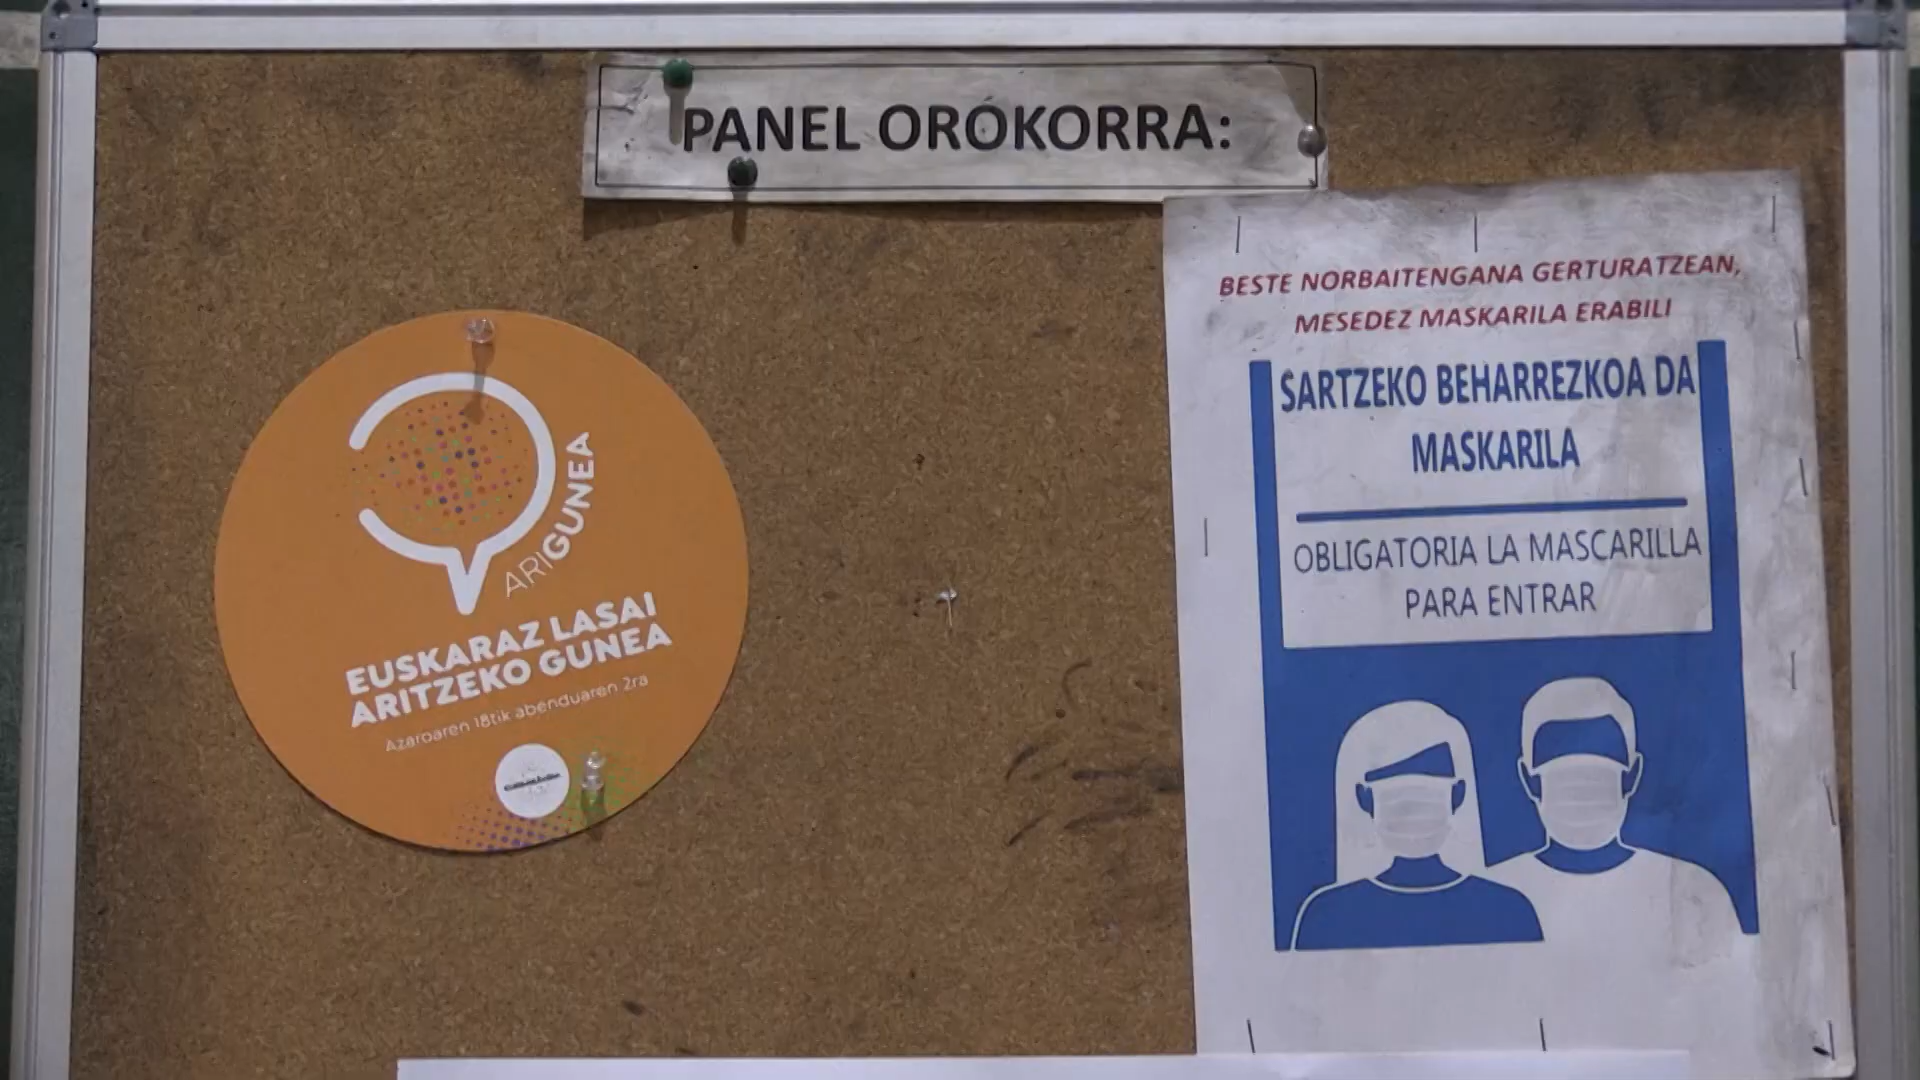 PANEL OROKORRA:
BESTE NORBAITENGANA GERTURATZEAN,
MESEDEZ MASKARILA ERABILI
SARTZEKO BEHARREZKOA DA
MASKARILA
OBLIGATORIA LA MASCARILLA
PARA ENTRAR
ARIGUNEA
EUSKARAZ LASAI
ARITZEKO GUNEA
Azaroaren 18tik abenduaren 2ra